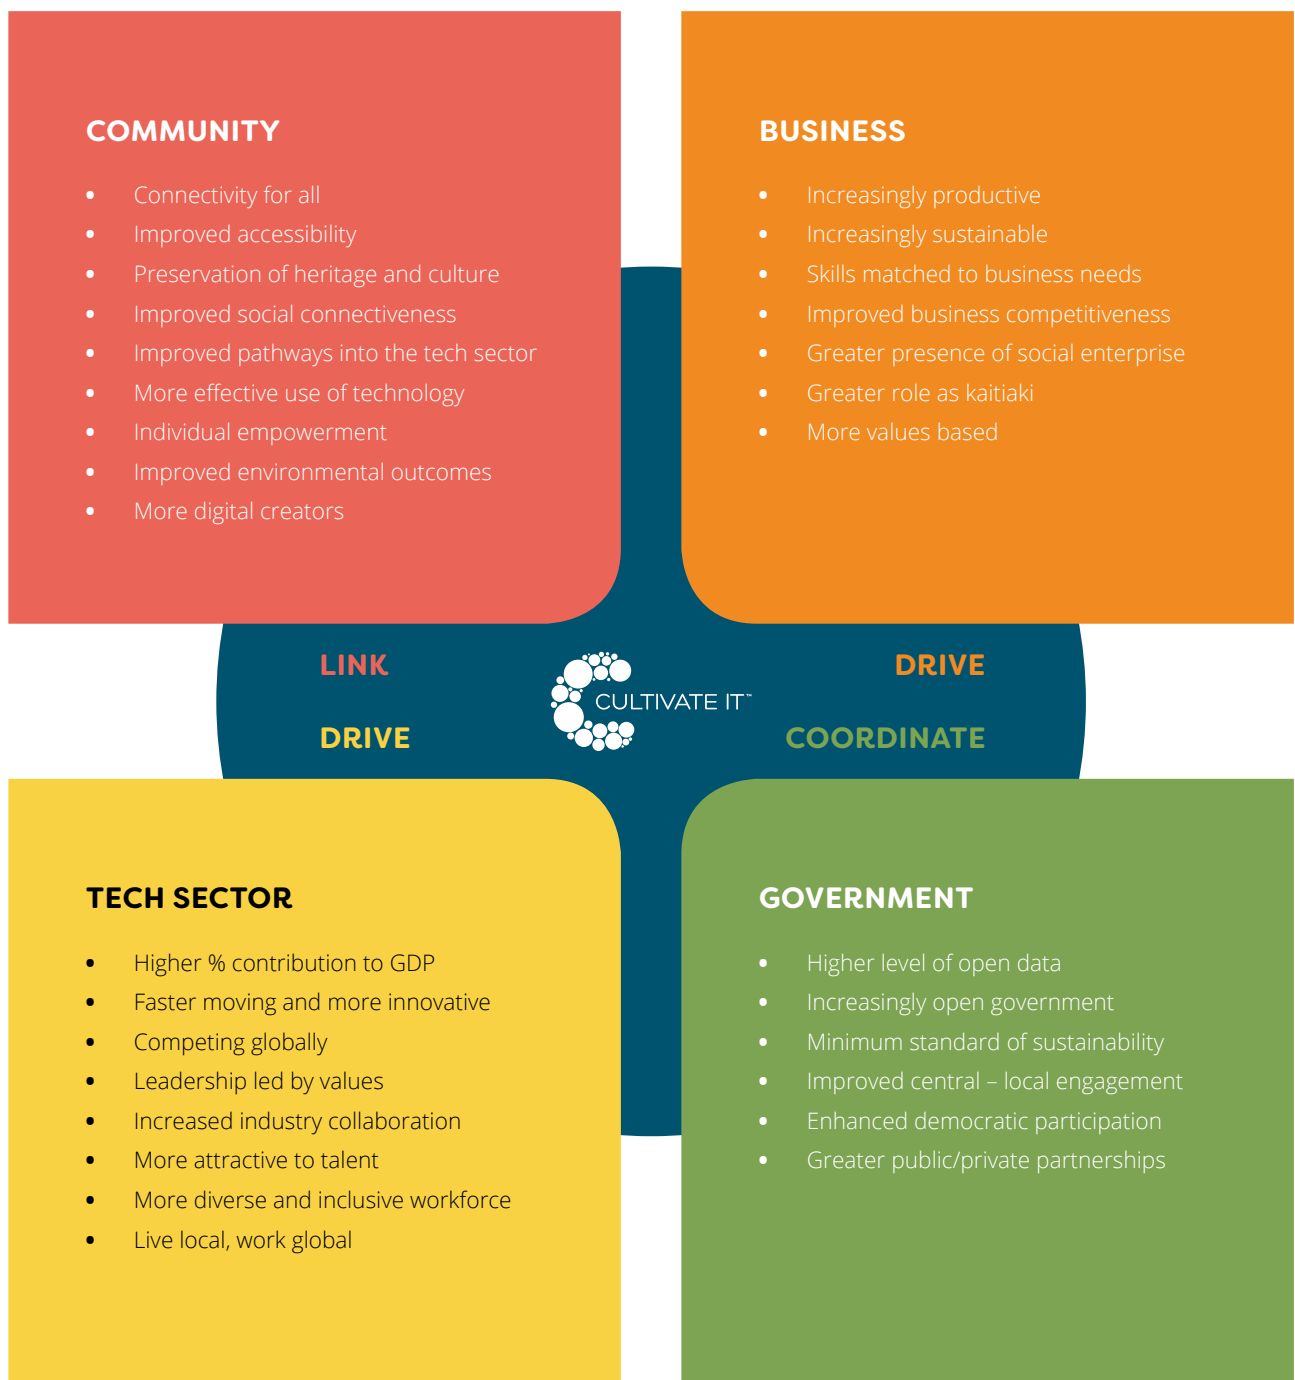 COMMUNITY
• Connectivity for all
• Improved accessibility
• Preservation of heritage and culture
• Improved social connectiveness
• Improved pathways into the tech sector
• More effective use of technology
• Individual empowerment
• Improved environmental outcomes
• More digital creators
BUSINESS
• Increasingly productive
• Increasingly sustainable
• Skills matched to business needs
• Improved business competitiveness
• Greater presence of social enterprise
• Greater role as kaitiaki
• More values based
LINK
DRIVE
CULTIVATE IT™
DRIVE
COORDINATE
TECH SECTOR
• Higher % contribution to GDP
• Faster moving and more innovative
• Competing globally
• Leadership led by values
• Increased industry collaboration
• More attractive to talent
• More diverse and inclusive workforce
• Live local, work global
GOVERNMENT
• Higher level of open data
• Increasingly open government
• Minimum standard of sustainability
• Improved central – local engagement
• Enhanced democratic participation
• Greater public/private partnerships